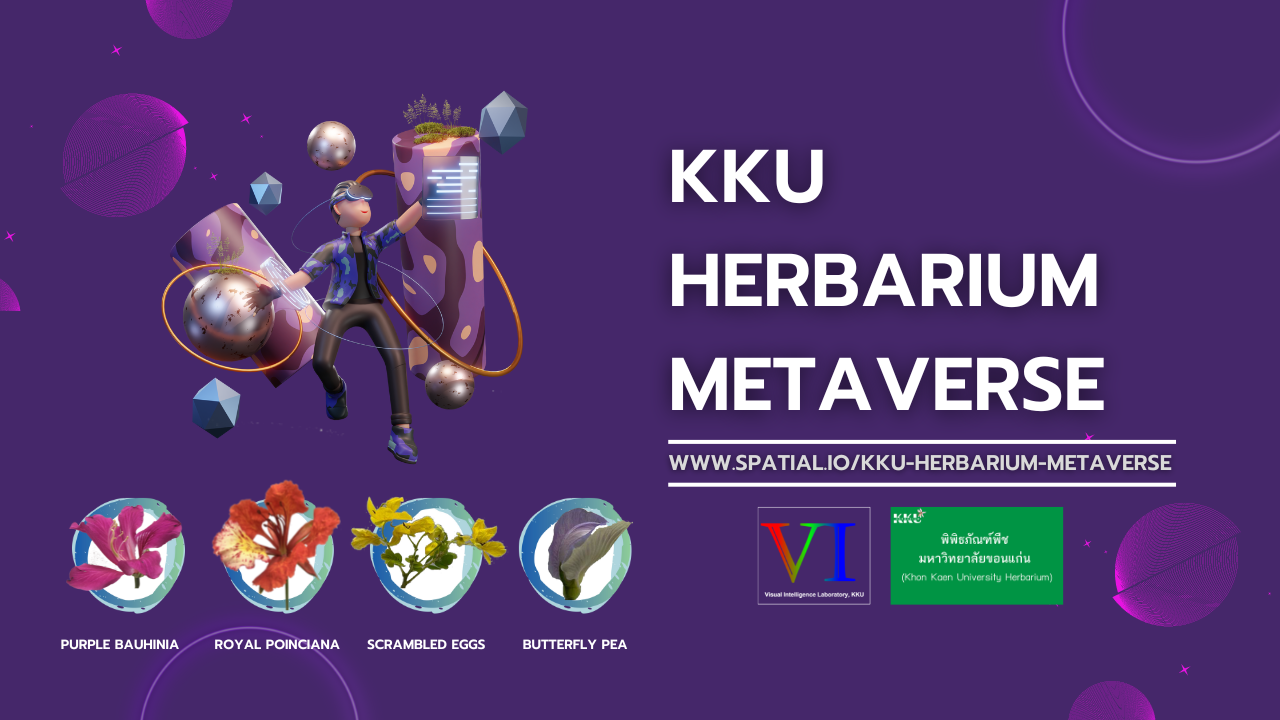 KKU
HERBARIUM
METAVERSE
WWW.SPATIAL.IO/KKU-HERBARIUM-METAVERSE
VI
Visual Intelligence Laboratory, KKU
KKU
พิพิธภัณฑ์พืช
มหาวิทยาลัยขอนแก่น
(Khon Kaen University Herbarium)
PURPLE BAUHINIA
ROYAL POINCIANA
SCRAMBLED EGGS
BUTTERFLY PEA